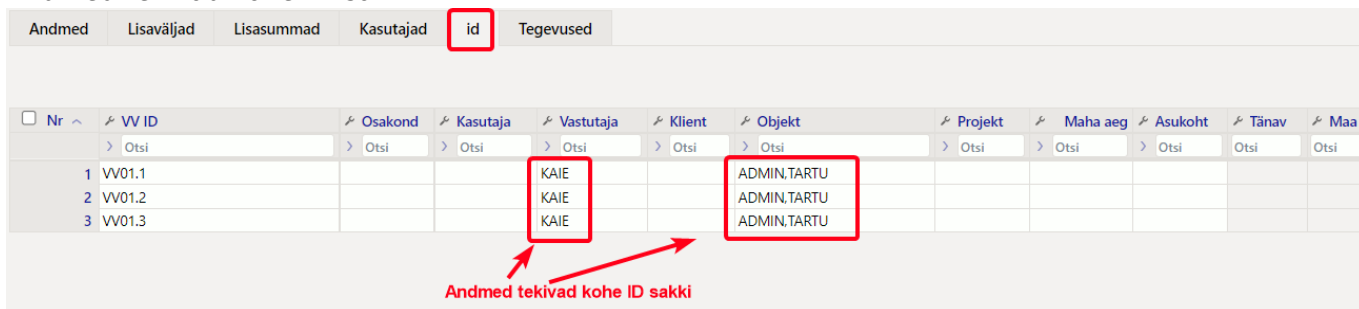 Andmed Lisaväljad Lisasummad Kasutajad id Tegevused
Nr VV ID Osakond Kasutaja Vastutaja Klient Objekt Projekt Maha aeg Asukoht Tänav Maa
Otsi Otsi Otsi Otsi Otsi Otsi Otsi Otsi Otsi Otsi Otsi
1 VV01.1 KAIE ADMIN,TARTU
2 VV01.2 KAIE ADMIN,TARTU
3 VV01.3 KAIE ADMIN,TARTU
Andmed tekivad kohe ID sakki